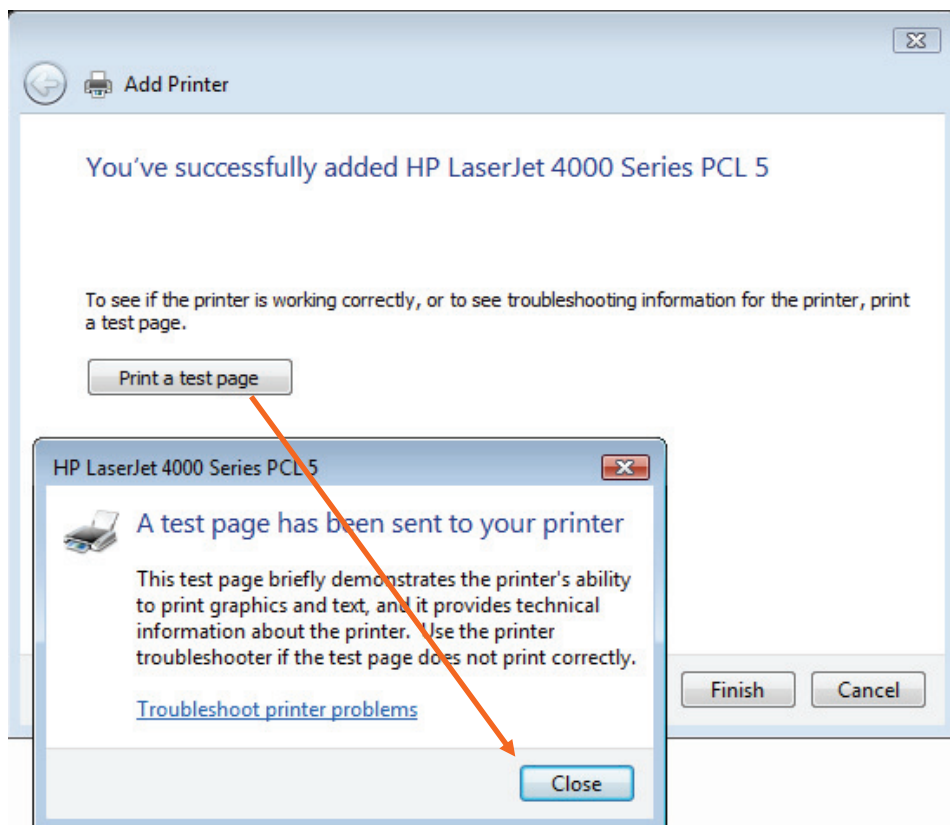 Add Printer
You've successfully added HP LaserJet 4000 Series PCL 5
To see if the printer is working correctly, or to see troubleshooting information for the printer, print
a test page.
Print a test page
HP LaserJet 4000 Series PCL 5
A test page has been sent to your printer
This test page briefly demonstrates the printer's ability
to print graphics and text, and it provides technical
information about the printer.  Use the printer
troubleshooter if the test page does not print correctly.
Troubleshoot printer problems
Close
Finish
Cancel